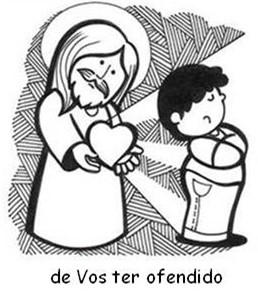 de Vos ter ofendido